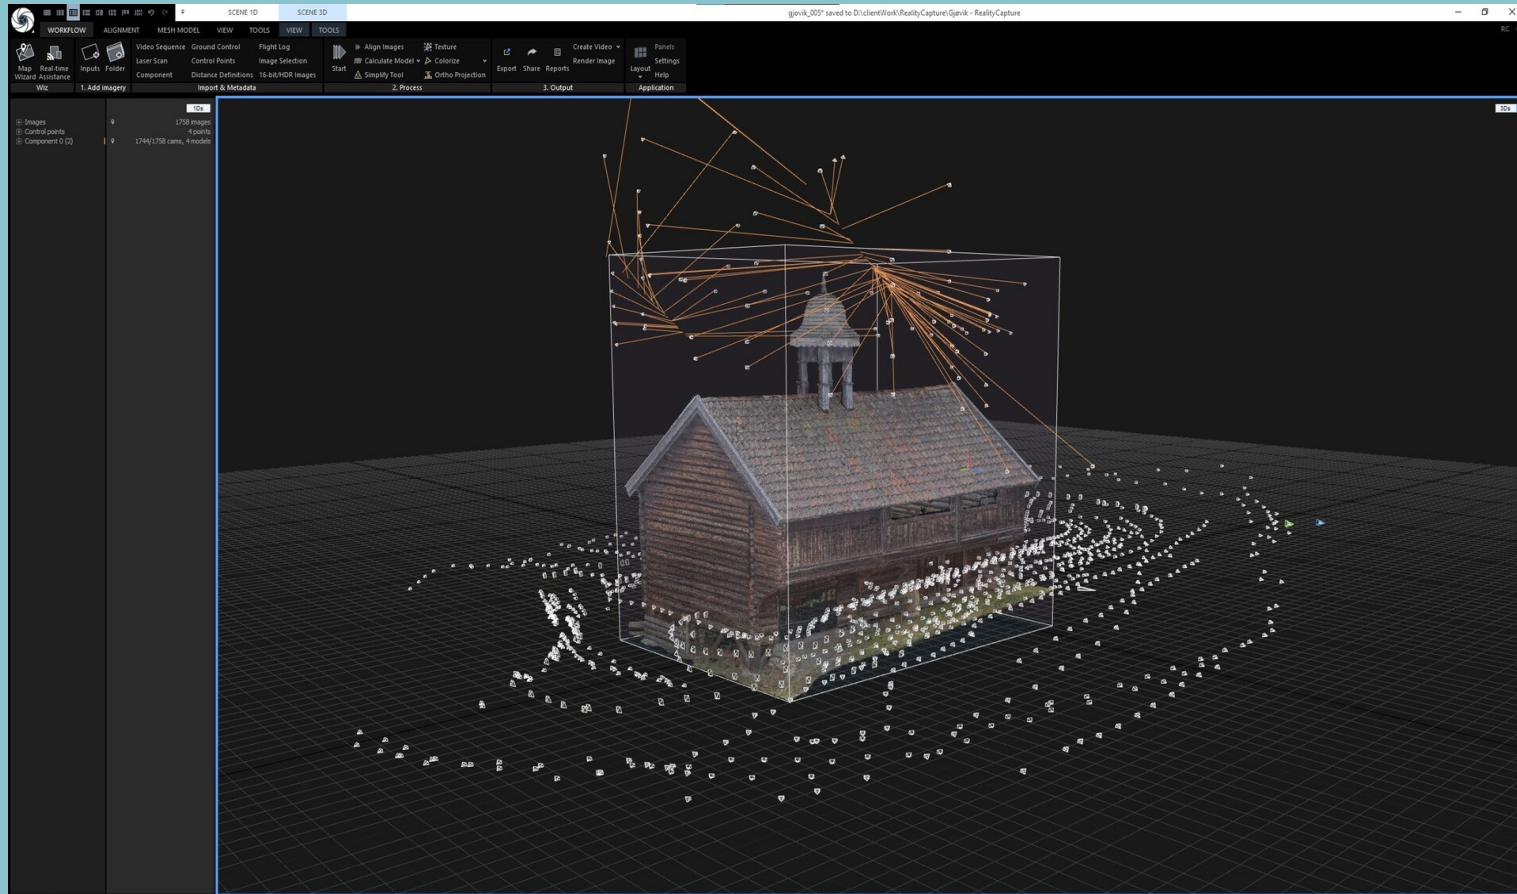 SCENE 1D SCENE 3D gjovik_005* saved to D:\clientWork\RealityCapture\Gjøvik - RealityCapture
WORKFLOW ALIGNMENT MESH MODEL VIEW TOOLS VIEW TOOLS RC
Video Sequence Ground Control Flight Log Align Images Texture Create Video Panels
Laser Scan Control Points Image Selection Calculate Model Colorize Render Image Settings
Map Wizard Real-time Assistance Inputs Folder Component Distance Definitions 16-bit/HDR Images Start Simplify Tool Ortho Projection Export Share Reports Layout Help
Wiz 1. Add imagery Import & Metadata 2. Process 3. Output Application
1Ds 3Ds
Images 1758 images
Control points 4 points
Component 0 (2) 1744/1758 cams, 4 models